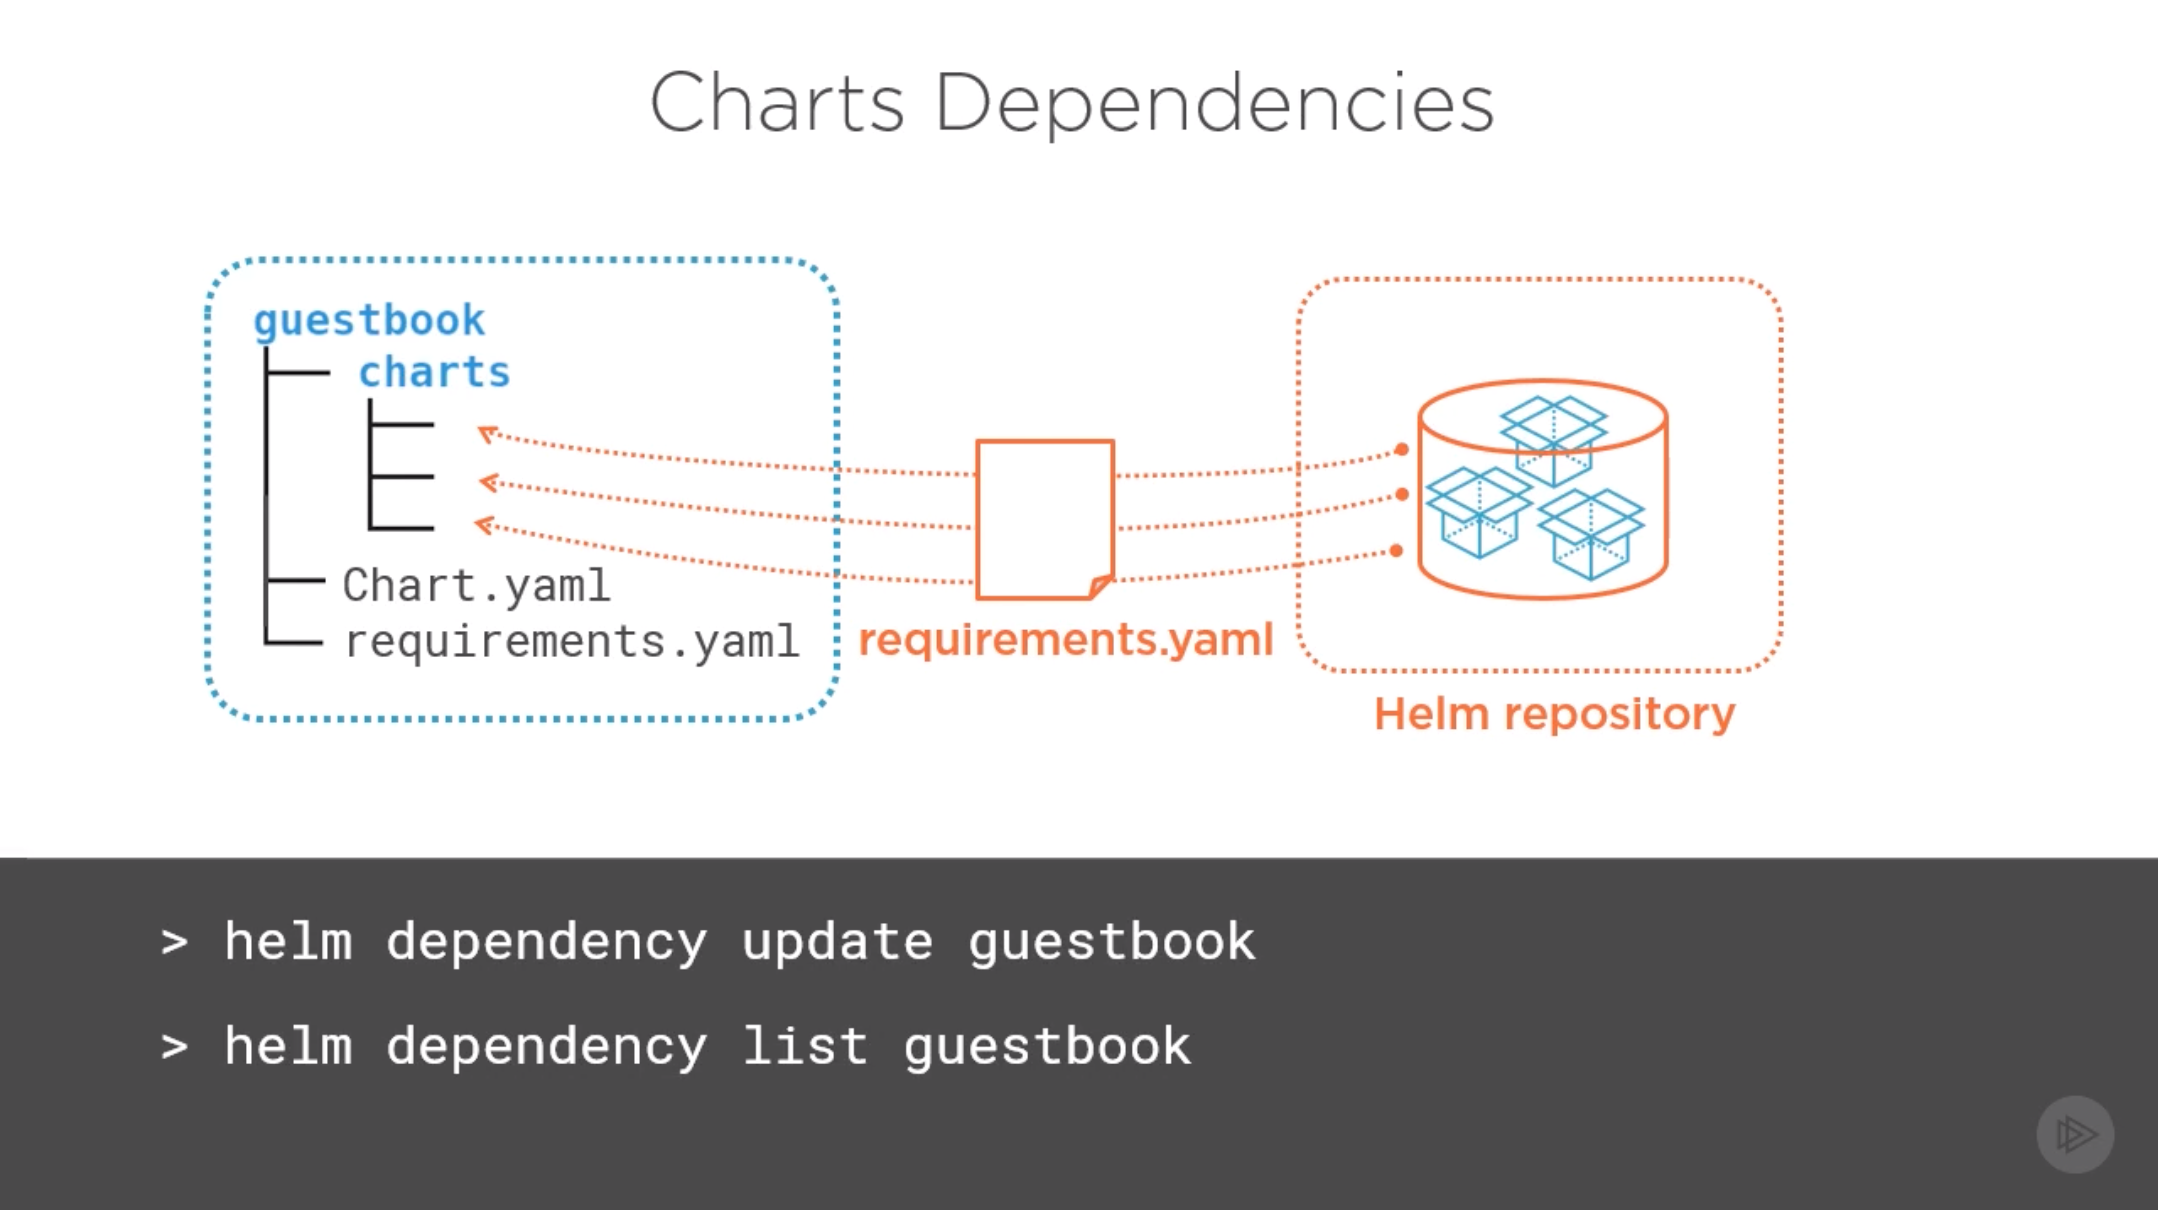 Charts Dependencies
guestbook
charts
Chart.yaml
requirements.yaml
requirements.yaml
Helm repository
> helm dependency update guestbook
> helm dependency list guestbook